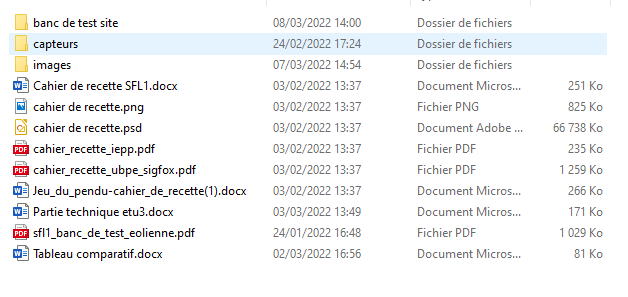 banc de test site 08/03/2022 14:00 Dossier de fichiers
capteurs 24/02/2022 17:24 Dossier de fichiers
images 07/03/2022 14:54 Dossier de fichiers
Cahier de recette SFL1.docx 03/02/2022 13:37 Document Micros... 251 Ko
cahier de recette.png 03/02/2022 13:37 Fichier PNG 825 Ko
cahier de recette.psd 03/02/2022 13:37 Document Adobe ... 66 738 Ko
cahier_recette_iepp.pdf 03/02/2022 13:37 Fichier PDF 235 Ko
cahier_recette_ubpe_sigfox.pdf 03/02/2022 13:37 Fichier PDF 1 259 Ko
Jeu_du_pendu-cahier_de_recette(1).docx 03/02/2022 13:37 Document Micros... 266 Ko
Partie technique etu3.docx 03/03/2022 13:49 Document Micros... 171 Ko
sfl1_banc_de_test_eolienne.pdf 24/01/2022 16:48 Fichier PDF 1 029 Ko
Tableau comparatif.docx 02/03/2022 16:56 Document Micros... 81 Ko